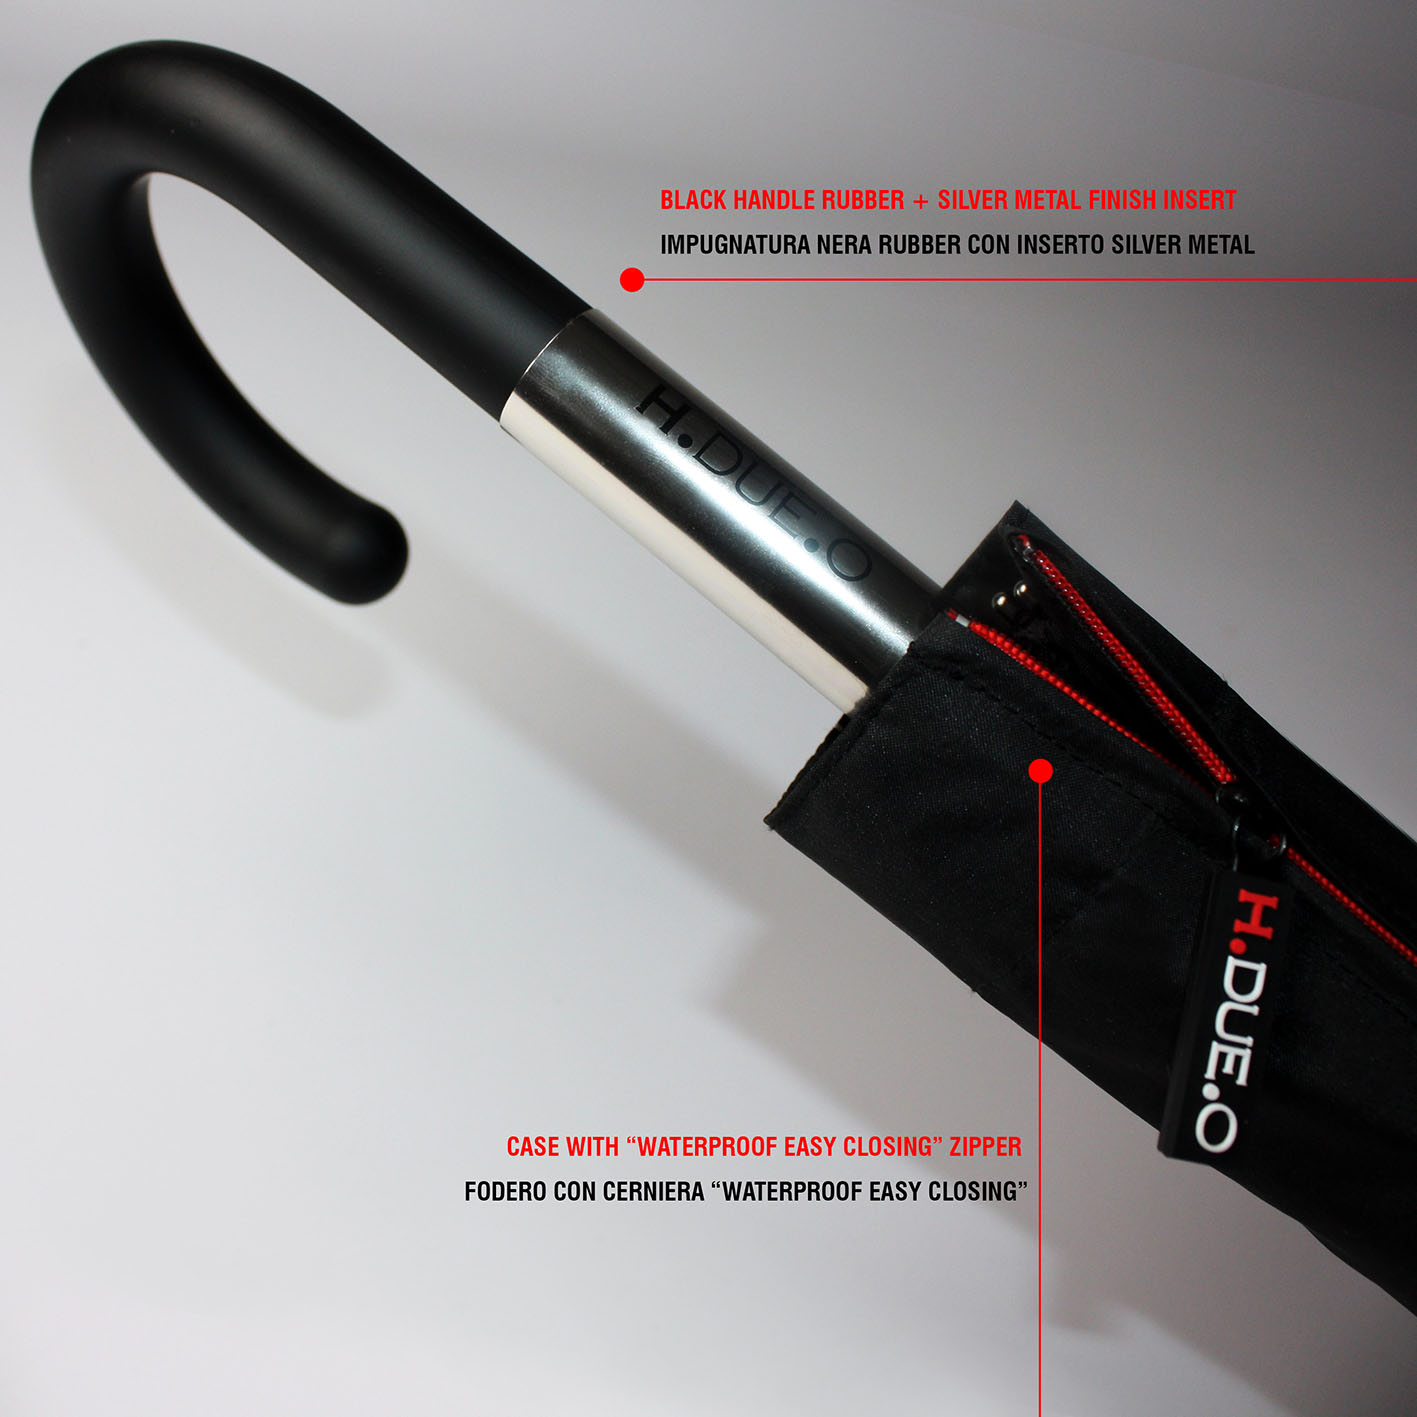 BLACK HANDLE RUBBER + SILVER METAL FINISH INSERT
IMPUGNATURA NERA RUBBER CON INSERTO SILVER METAL
H.DUE.O
H.DUE.O
CASE WITH “WATERPROOF EASY CLOSING” ZIPPER
FODERO CON CERNIERA “WATERPROOF EASY CLOSING”